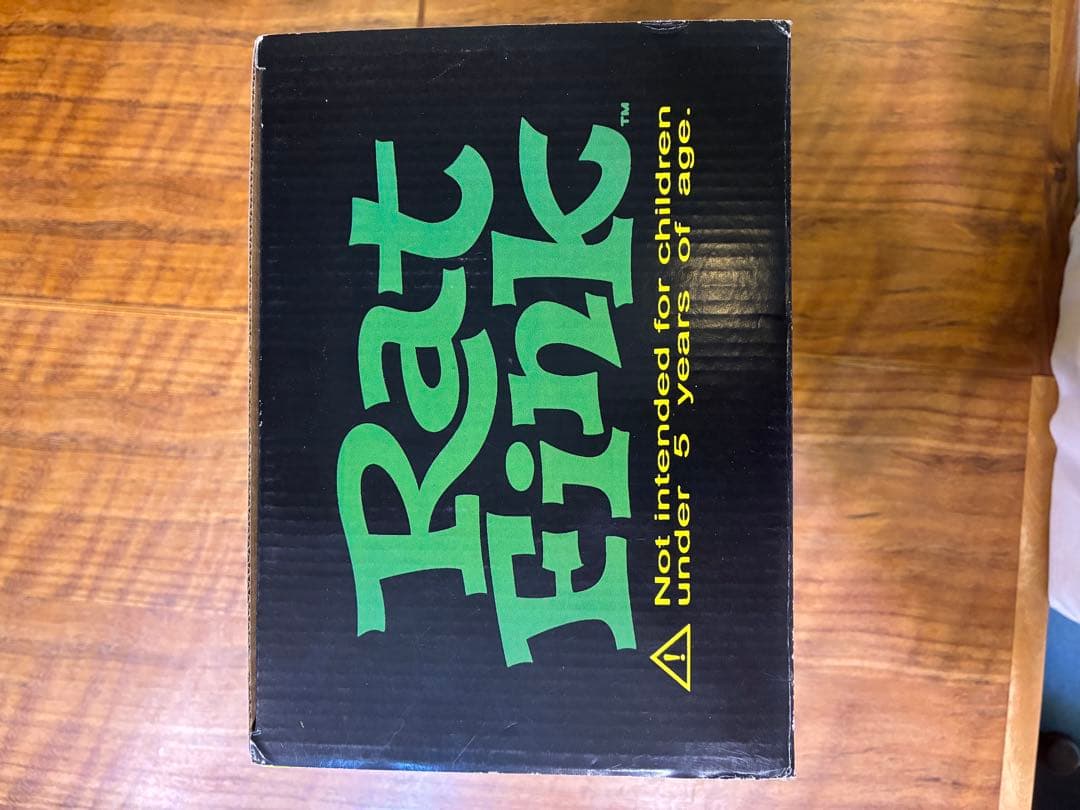 Rat
Fink™
⚠ Not intended for children
under 5 years of age.